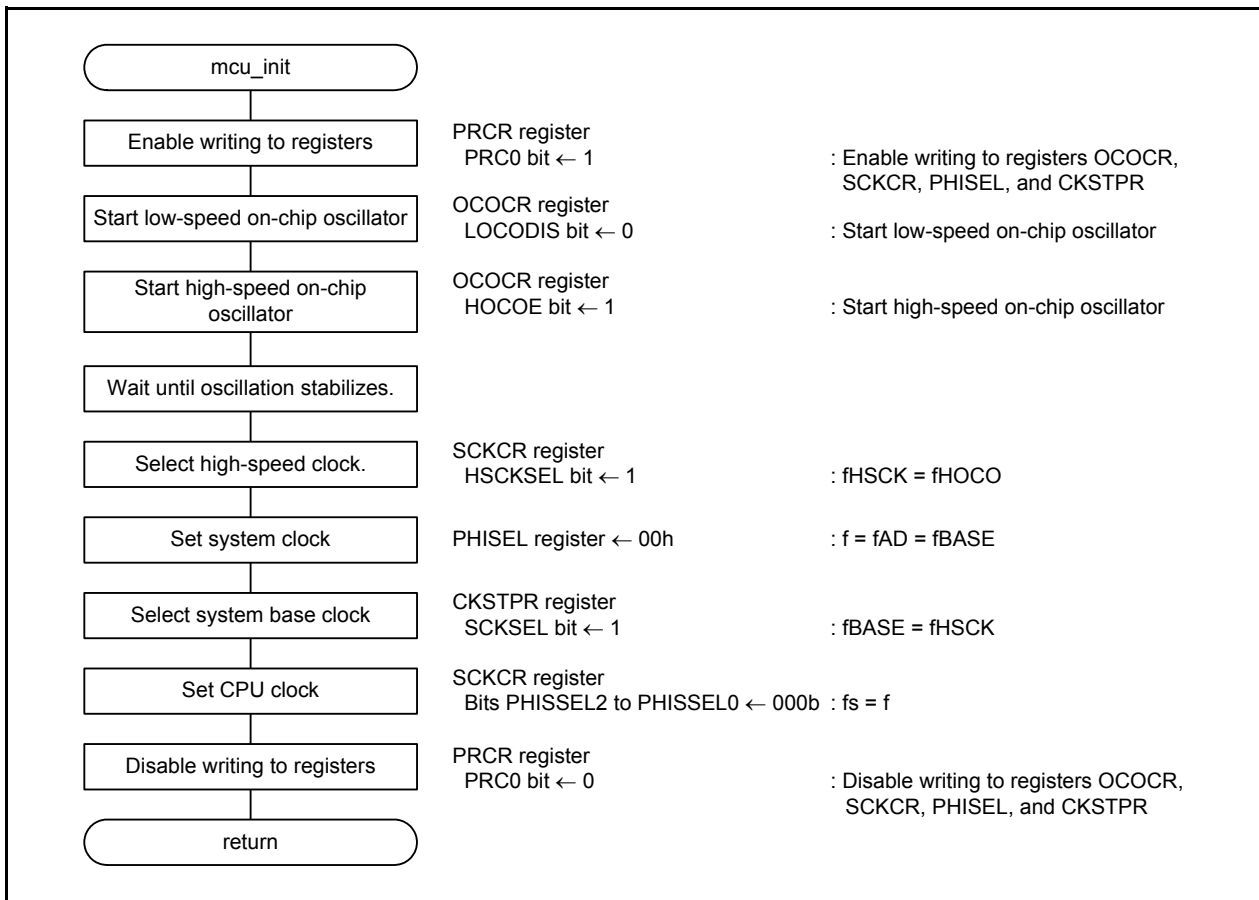 mcu_init
Enable writing to registers
PRCR register
PRC0 bit ← 1 : Enable writing to registers OCOCR,
SCKCR, PHISEL, and CKSTPR
Start low-speed on-chip oscillator
OCOCR register
LOCODIS bit ← 0 : Start low-speed on-chip oscillator
Start high-speed on-chip
oscillator
OCOCR register
HOCOE bit ← 1 : Start high-speed on-chip oscillator
Wait until oscillation stabilizes.
Select high-speed clock.
SCKCR register
HSCKSEL bit ← 1 : fHSCK = fHOCO
Set system clock
PHISEL register ← 00h : f = fAD = fBASE
Select system base clock
CKSTPR register
SCKSEL bit ← 1 : fBASE = fHSCK
Set CPU clock
SCKCR register
Bits PHISSEL2 to PHISSEL0 ← 000b : fs = f
Disable writing to registers
PRCR register
PRC0 bit ← 0 : Disable writing to registers OCOCR,
SCKCR, PHISEL, and CKSTPR
return